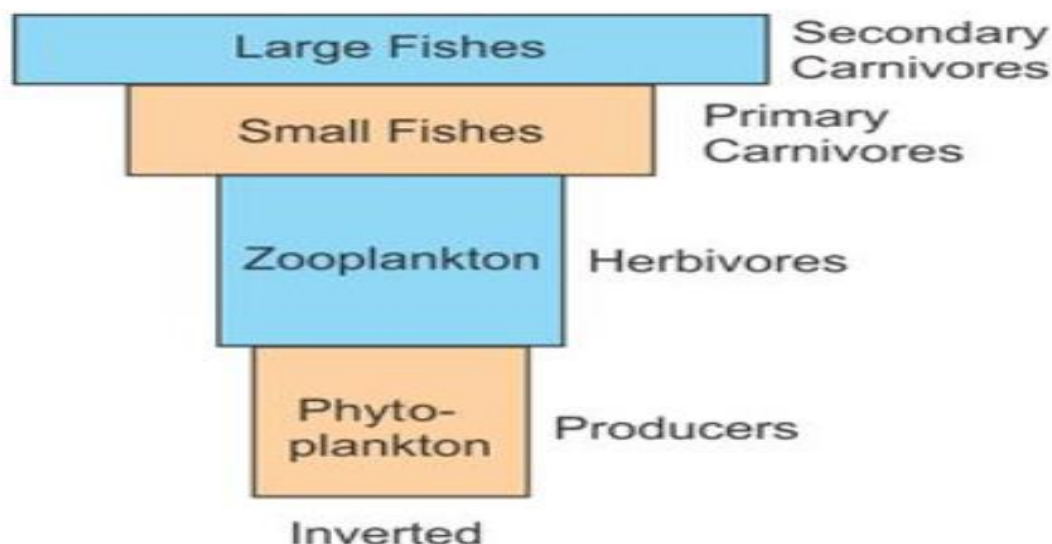 Large Fishes
Secondary
Carnivores
Small Fishes
Primary
Carnivores
Zooplankton
Herbivores
Phyto-
plankton
Producers
Inverted